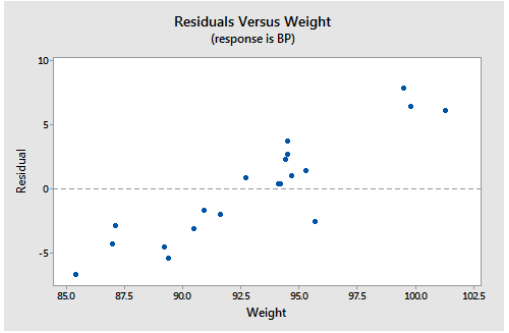 Residuals Versus Weight
(response is BP)
10
5
0
-5
Residual
85.0 87.5 90.0 92.5 95.0 97.5 100.0 102.5
Weight